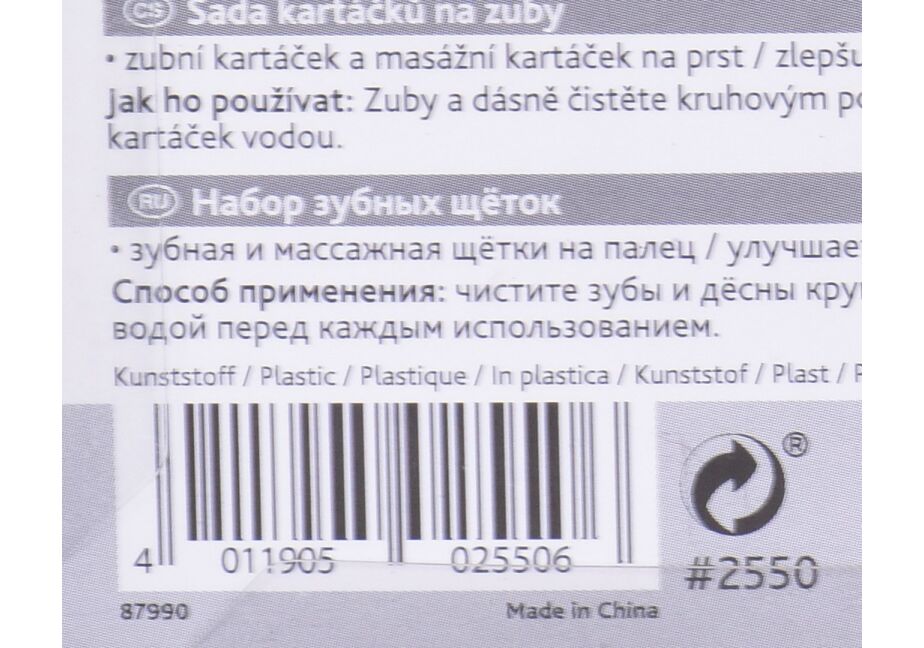 CS Sada kartáčků na zuby
• zubní kartáček a masážní kartáček na prst / zlepšu
Jak ho používat: Zuby a dásně čistěte kruhovým po
kartáček vodou.
RU Набор зубных щёток
• зубная и массажная щётки на палец / улучшает
Способ применения: чистите зубы и дёсны кру
водой перед каждым использованием.
Kunststoff / Plastic / Plastique / In plastica / Kunststof / Plast /
4 011905 025506
®
#2550
87990 Made in China